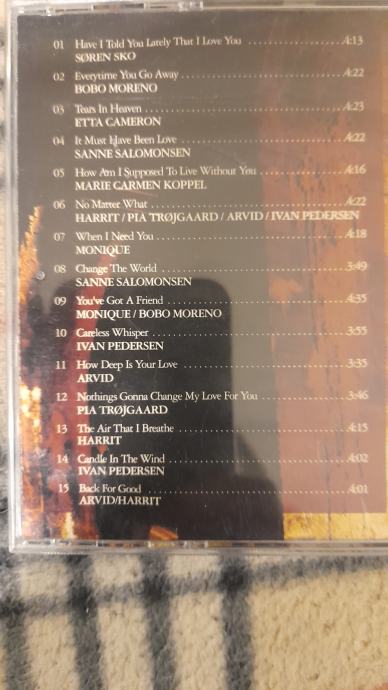 01 Have I Told You Lately That I Love You ........................ 4:13
SØREN SKO
02 Everytime You Go Away ........................ 4:22
BOBO MORENO
03 Tears In Heaven ........................ 4:23
ETTA CAMERON
04 It Must Have Been Love ........................ 4:22
SANNE SALOMONSEN
05 How Am I Supposed To Live Without You ........................ 4:16
MARIE CARMEN KOPPEL
06 No Matter What ........................ 4:22
HARRIT / PIA TRØJGAARD / ARVID / IVAN PEDERSEN
07 When I Need You ........................ 4:18
MONIQUE
08 Change The World ........................ 3:49
SANNE SALOMONSEN
09 You've Got A Friend ........................ 4:35
MONIQUE / BOBO MORENO
10 Careless Whisper ........................ 3:55
IVAN PEDERSEN
11 How Deep Is Your Love ........................ 3:35
ARVID
12 Nothings Gonna Change My Love For You ........................ 3:46
PIA TRØJGAARD
13 The Air That I Breathe ........................ 4:15
HARRIT
14 Candle In The Wind ........................ 4:02
IVAN PEDERSEN
15 Back For Good ........................ 4:01
ARVID/HARRIT